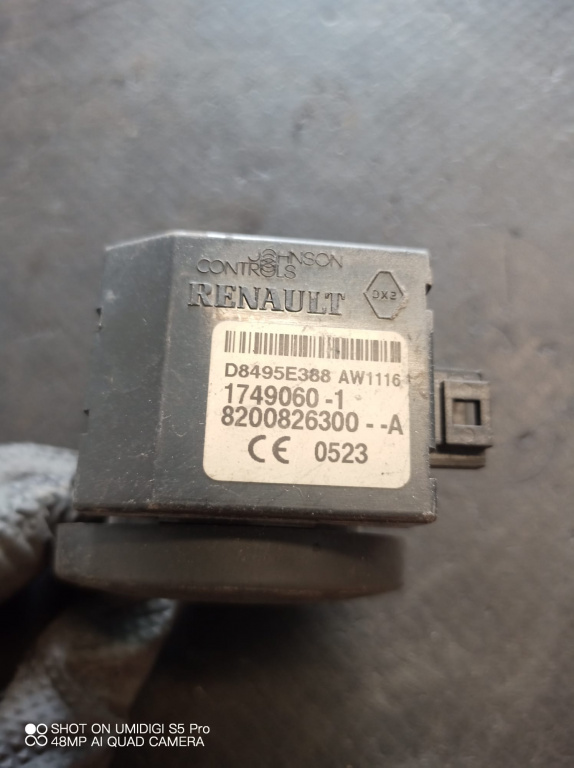 JOHNSON
CONTROLS
RENAULT
DX2
D8495E388 AW1116
1749060-1
8200826300--A
CE 0523
SHOT ON UMIDIGI S5 Pro
48MP AI QUAD CAMERA